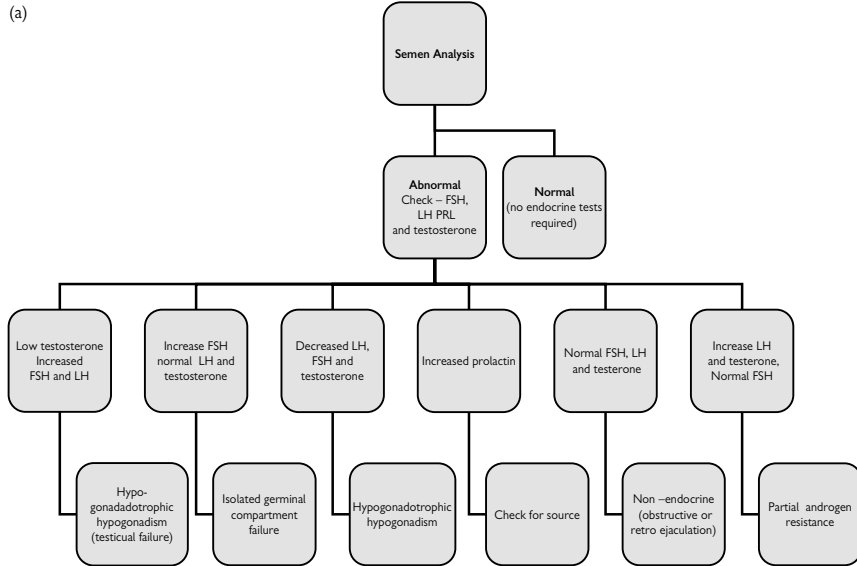 (a)
Semen Analysis
Abnormal
Check – FSH,
LH PRL
and testosterone
Normal
(no endocrine tests
required)
Low testosterone
Increased
FSH and LH
Increase FSH
normal LH and
testosterone
Decreased LH,
FSH and
testosterone
Increased prolactin
Normal FSH, LH
and testerone
Increase LH
and testerone,
Normal FSH
Hypo-
gonadadotrophic
hypogonadism
(testicual failure)
Isolated germinal
compartment
failure
Hypogonadotrophic
hypogonadism
Check for source
Non –endocrine
(obstructive or
retro ejaculation)
Partial androgen
resistance